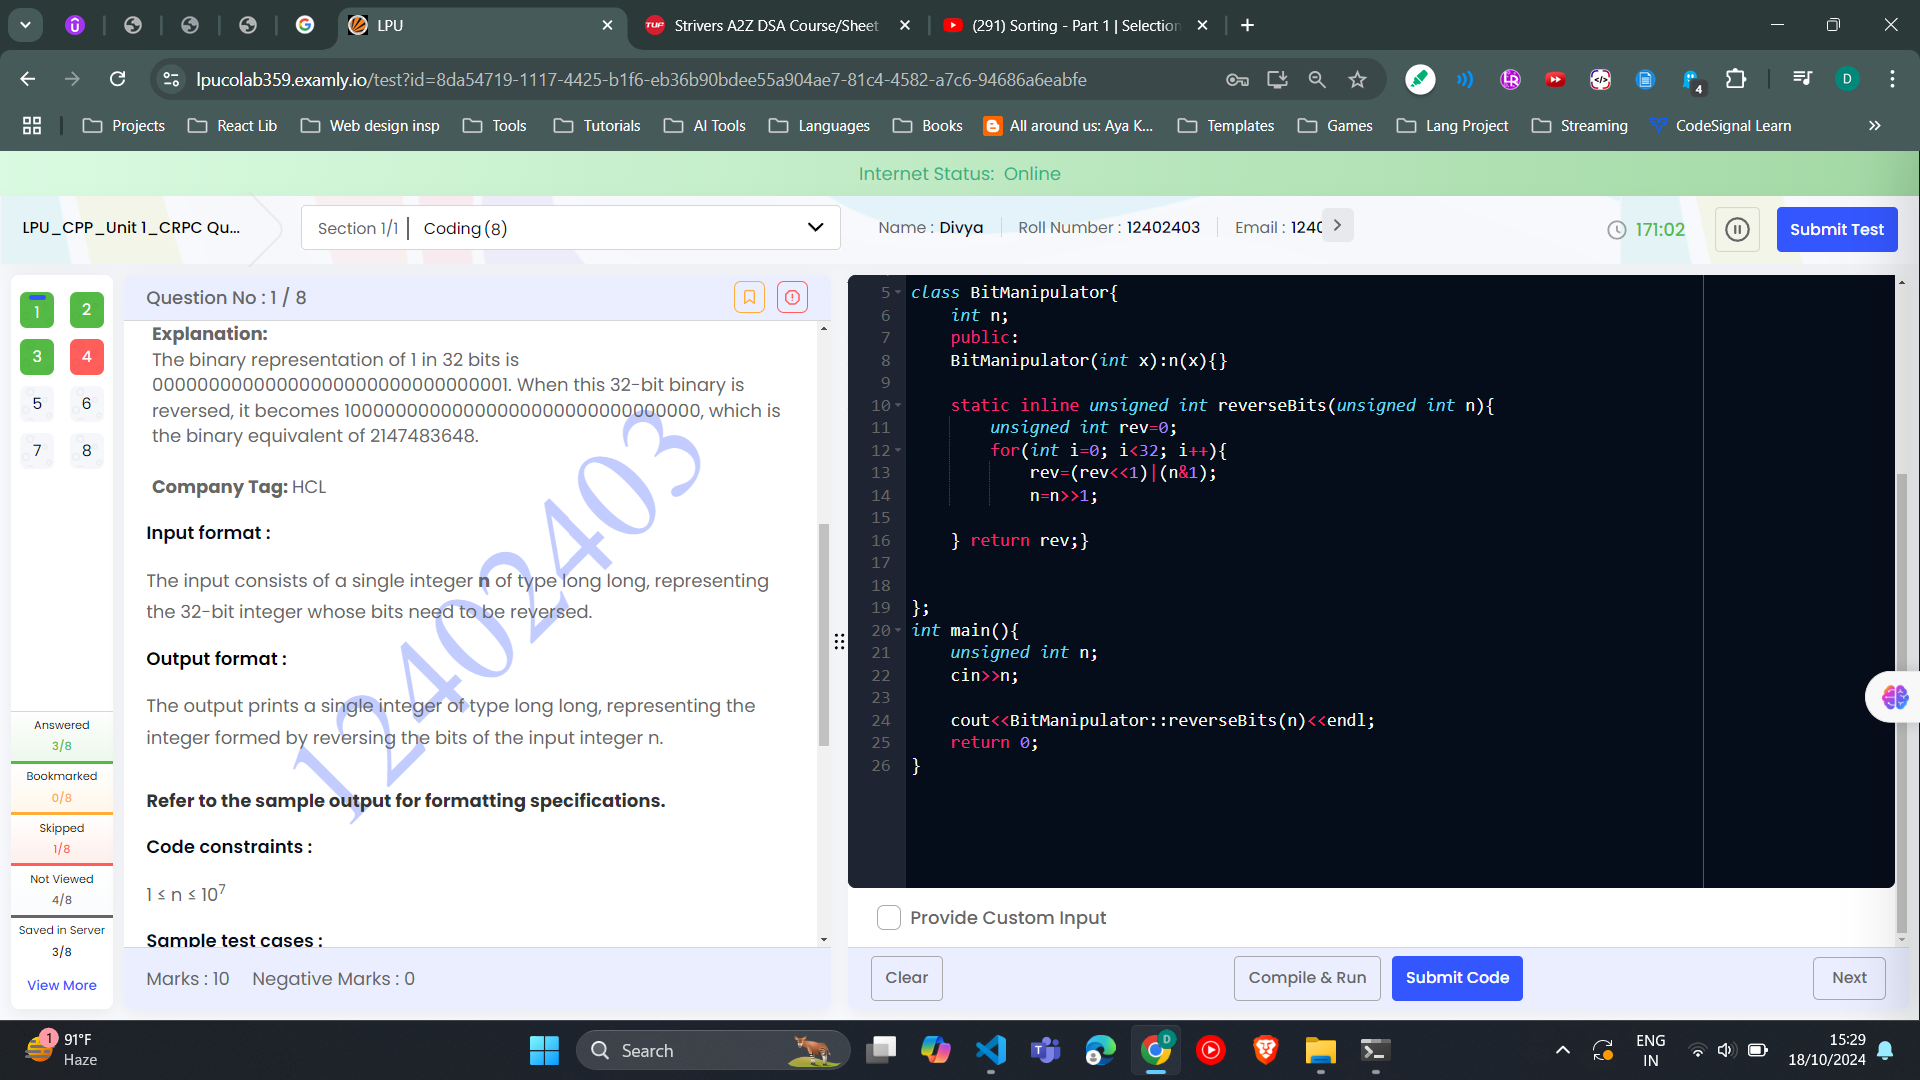 LPU
Strivers A2Z DSA Course/Sheet
(291) Sorting - Part 1 | Selection
lpucolab359.examly.io/test?id=8da54719-1117-4425-b1f6-eb36b90bdee55a904ae7-81c4-4582-a7c6-94686a6eabfe
4
D
Projects
React Lib
Web design insp
Tools
Tutorials
AI Tools
Languages
Books
All around us: Aya K...
Templates
Games
Lang Project
Streaming
CodeSignal Learn
Internet Status: Online
LPU_CPP_Unit 1_CRPC Qu...
Section 1/1 | Coding (8)
Name : Divya
Roll Number : 12402403
Email : 1240
171:02
Submit Test
1 2
3 4
5 6
7 8
Answered
3/8
Bookmarked
0/8
Skipped
1/8
Not Viewed
4/8
Saved in Server
3/8
View More
Question No : 1 / 8
Explanation:
The binary representation of 1 in 32 bits is
00000000000000000000000000000001. When this 32-bit binary is
reversed, it becomes 10000000000000000000000000000000, which is
the binary equivalent of 2147483648.
Company Tag: HCL
Input format :
The input consists of a single integer n of type long long, representing
the 32-bit integer whose bits need to be reversed.
Output format :
The output prints a single integer of type long long, representing the
integer formed by reversing the bits of the input integer n.
Refer to the sample output for formatting specifications.
Code constraints :
1 ≤ n ≤ 10⁷
Sample test cases :
12402403
Marks : 10 Negative Marks : 0
5 class BitManipulator{
6 int n;
7 public:
8 BitManipulator(int x):n(x){}
9
10 static inline unsigned int reverseBits(unsigned int n){
11 unsigned int rev=0;
12 for(int i=0; i<32; i++){
13 rev=(rev<<1)|(n&1);
14 n=n>>1;
15
16 } return rev;}
17
18
19 };
20 int main(){
21 unsigned int n;
22 cin>>n;
23
24 cout<<BitManipulator::reverseBits(n)<<endl;
25 return 0;
26 }
Provide Custom Input
Clear
Compile & Run
Submit Code
Next
1
91°F
Haze
Search
D
ENG
IN
15:29
18/10/2024